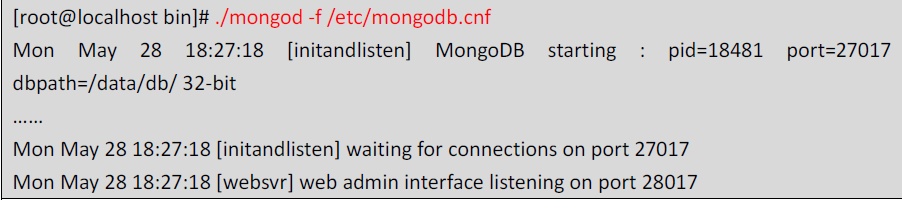 [root@localhost bin]# ./mongod -f /etc/mongodb.cnf
Mon May 28 18:27:18 [initandlisten] MongoDB starting : pid=18481 port=27017
dbpath=/data/db/ 32-bit
……
Mon May 28 18:27:18 [initandlisten] waiting for connections on port 27017
Mon May 28 18:27:18 [websvr] web admin interface listening on port 28017